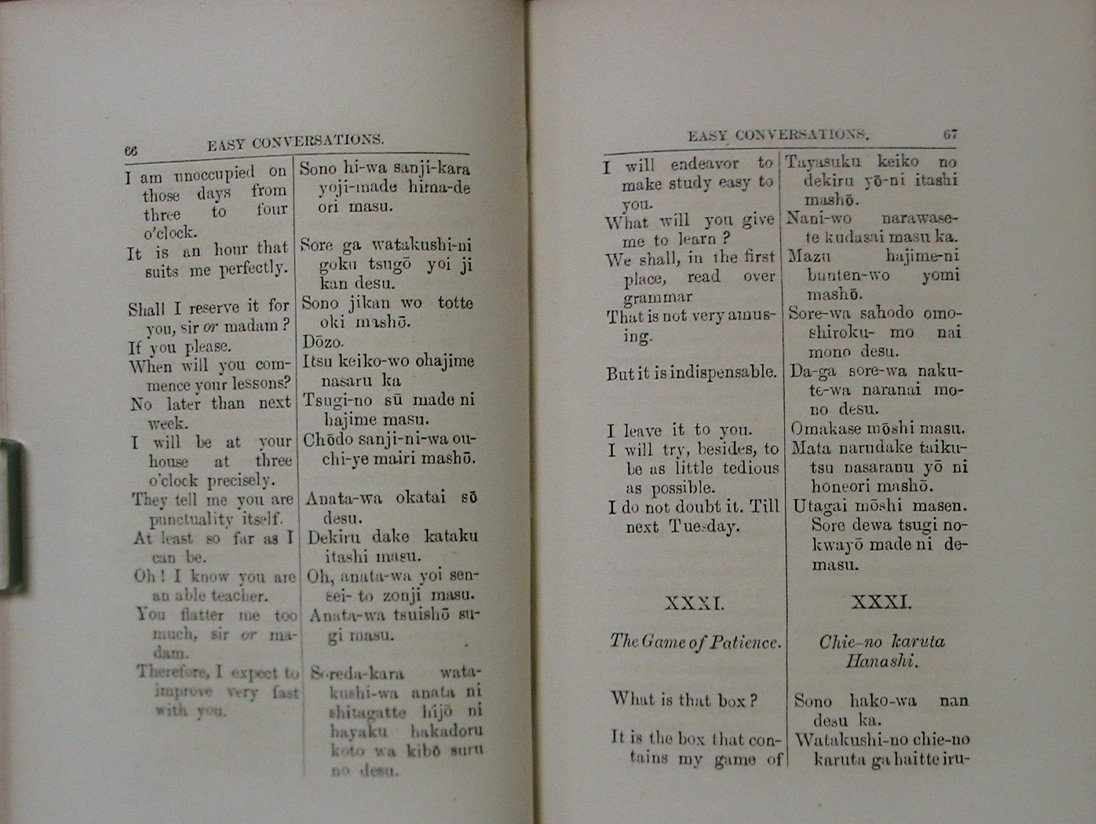 66
EASY CONVERSATIONS.
I am unoccupied on
those days from
three to four
o'clock.
It is an hour that
suits me perfectly.
Shall I reserve it for
you, sir or madam ?
If you please.
When will you com-
mence your lessons?
No later than next
week.
I will be at your
house at three
o'clock precisely.
They tell me you are
punctuality itself.
At least so far as I
can be.
Oh ! I know you are
an able teacher.
You flatter me too
much, sir or ma-
dam.
Therefore, I expect to
improve very fast
with you.
Sono hi-wa sanji-kara
yoji-made hima-de
ori masu.
Sore ga watakushi-ni
goku tsugō yoi ji
kan desu.
Sono jikan wo totte
oki mashō.
Dōzo.
Itsu keiko-wo ohajime
nasaru ka
Tsugi-no sū made ni
hajime masu.
Chōdo sanji-ni-wa ou-
chi-ye mairi mashō.
Anata-wa okatai sō
desu.
Dekiru dake kataku
itashi masu.
Oh, anata-wa yoi sen-
sei- to zonji masu.
Anata-wa tsuishō su-
gi masu.
Soreda-kara wata-
kushi-wa anata ni
shitagatte hijō ni
hayaku hakadoru
koto wa kibō suru
no desu.
EASY CONVERSATIONS.
67
I will endeavor to
make study easy to
you.
What will you give
me to learn ?
We shall, in the first
place, read over
grammar
That is not very amus-
ing.
But it is indispensable.
I leave it to you.
I will try, besides, to
be as little tedious
as possible.
I do not doubt it. Till
next Tuesday.
XXXI.
The Game of Patience.
What is that box ?
It is the box that con-
tains my game of
Tayasuku keiko no
dekiru yō-ni itashi
mashō.
Nani-wo narawase-
te kudasai masu ka.
Mazu hajime-ni
bunten-wo yomi
mashō.
Sore-wa sahodo omo-
shiroku- mo nai
mono desu.
Da-ga sore-wa naku-
te-wa naranai mo-
no desu.
Omakase mōshi masu.
Mata narudake taiku-
tsu nasaranu yō ni
honeori mashō.
Utagai mōshi masen.
Sore dewa tsugi no-
kwayō made ni de-
masu.
XXXI.
Chie-no karuta
Hanashi.
Sono hako-wa nan
desu ka.
Watakushi-no chie-no
karuta ga haitte iru-